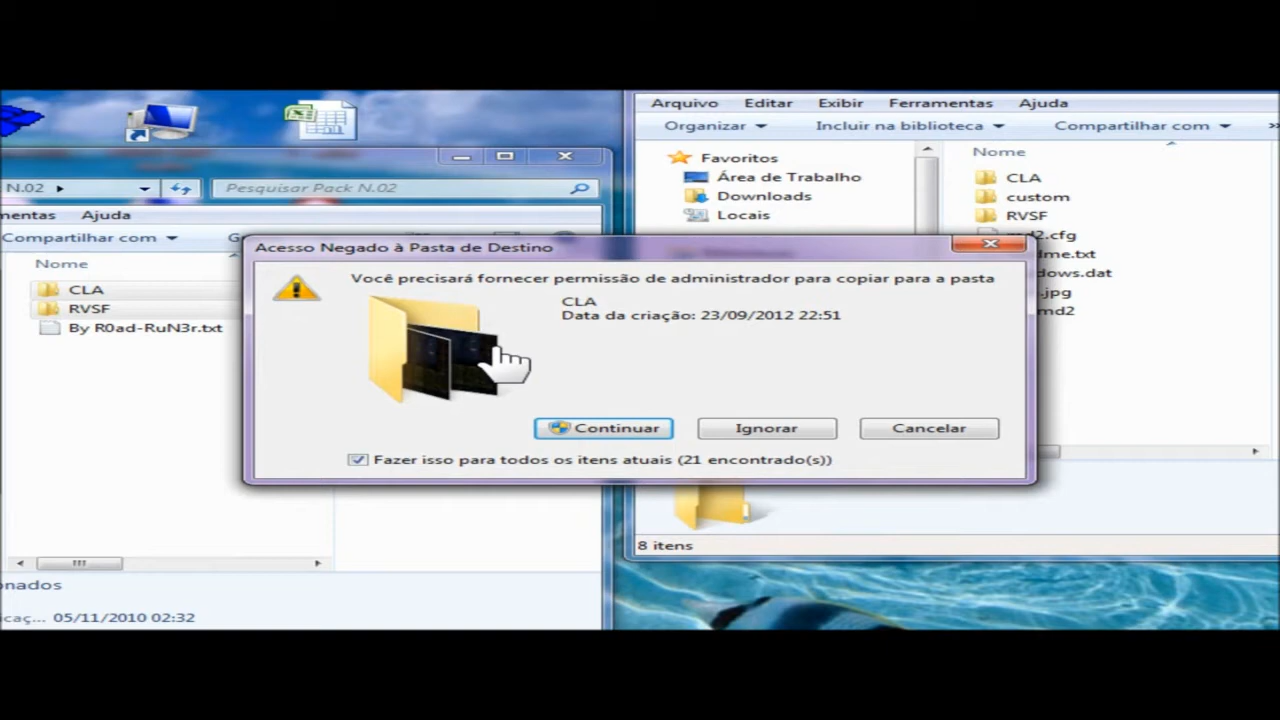 Arquivo Editar Exibir Ferramentas Ajuda
Organizar Incluir na biblioteca Compartilhar com »
Favoritos
Área de Trabalho
Downloads
Locais
Nome
CLA
custom
RVSF
md2.cfg
me.txt
dows.dat
.jpg
md2
8 itens
N.02 Pesquisar Pack N.02
mentas Ajuda
Compartilhar com G
Nome
CLA
RVSF
By R0ad-RuN3r.txt
onados
caç... 05/11/2010 02:32
Acesso Negado à Pasta de Destino
Você precisará fornecer permissão de administrador para copiar para a pasta
CLA
Data da criação: 23/09/2012 22:51
Continuar Ignorar Cancelar
Fazer isso para todos os itens atuais (21 encontrado(s))